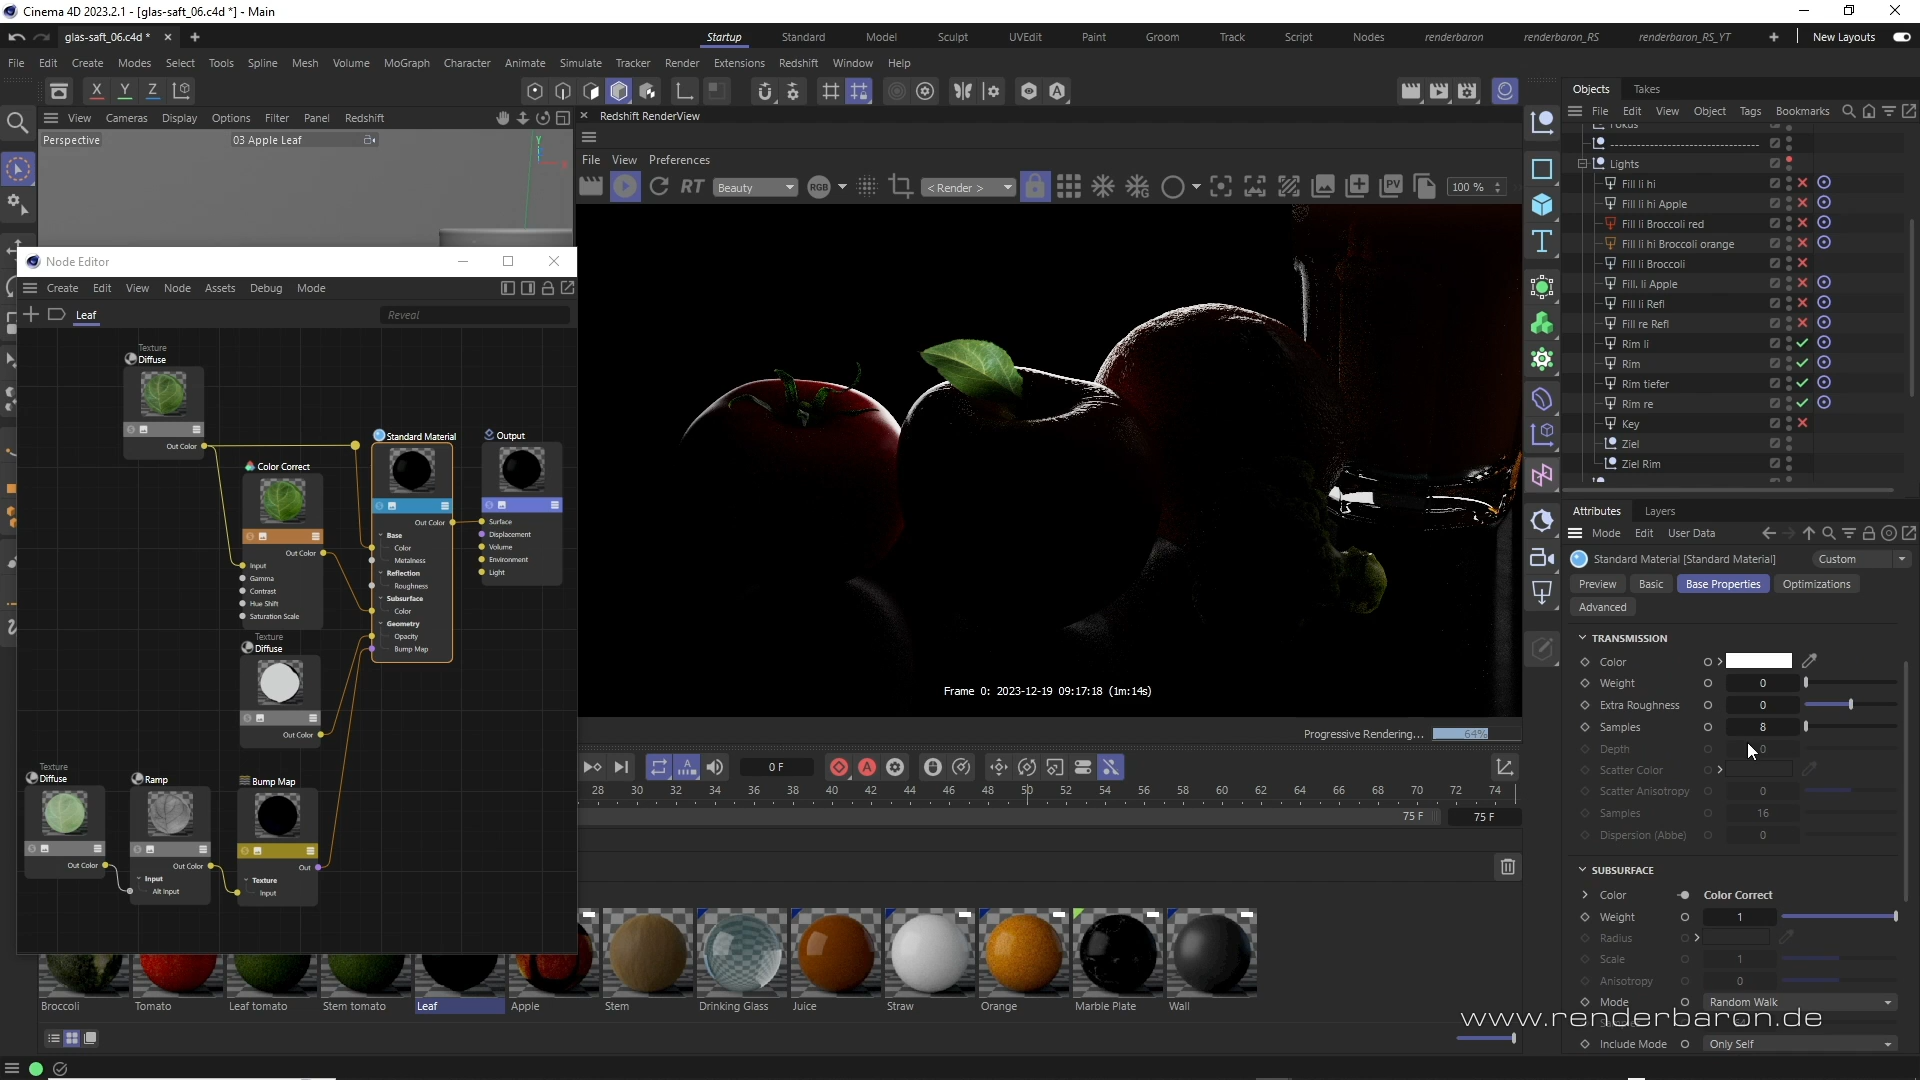 Cinema 4D 2023.2.1 - [glas-saft_06.c4d *] - Main
glas-saft_06.c4d *
Startup Standard Model Sculpt UVEdit Paint Groom Track Script Nodes renderbaron renderbaron_RS renderbaron_RS_YT New Layouts
File Edit Create Modes Select Tools Spline Mesh Volume MoGraph Character Animate Simulate Tracker Render Extensions Redshift Window Help
X Y Z
View Cameras Display Options Filter Panel Redshift
Perspective
03 Apple Leaf
Y
Redshift RenderView
File View Preferences
RT Beauty RGB < Render > PV 100 %
Node Editor
Create Edit View Node Assets Debug Mode
Leaf
Reveal
Texture
Diffuse
Out Color
Color Correct
Out Color
Input
Gamma
Contrast
Hue Shift
Saturation Scale
Standard Material
Out Color
Base
Color
Metalness
Reflection
Roughness
Subsurface
Color
Geometry
Opacity
Bump Map
Output
Surface
Displacement
Volume
Environment
Light
Texture
Diffuse
Out Color
Texture
Diffuse
Out Color
Ramp
Out Color
Input
Alt Input
Bump Map
Out
Texture
Input
Frame 0: 2023-12-19 09:17:18 (1m:14s)
Progressive Rendering... 64%
0 F
28 30 32 34 36 38 40 42 44 46 48 50 52 54 56 58 60 62 64 66 68 70 72 74
75 F 75 F
Broccoli Tomato Leaf tomato Stem tomato Leaf Apple Stem Drinking Glass Juice Straw Orange Marble Plate Wall
Objects Takes
File Edit View Object Tags Bookmarks
Fokus
-----------------------------------
Lights
Fill li hi
Fill li hi Apple
Fill li Broccoli red
Fill li hi Broccoli orange
Fill li Broccoli
Fill. li Apple
Fill li Refl
Fill re Refl
Rim li
Rim
Rim tiefer
Rim re
Key
Ziel
Ziel Rim
Attributes Layers
Mode Edit User Data
Standard Material [Standard Material] Custom
Preview Basic Base Properties Optimizations
Advanced
TRANSMISSION
Color
Weight 0
Extra Roughness 0
Samples 8
Depth 0
Scatter Color
Scatter Anisotropy 0
Samples 16
Dispersion (Abbe) 0
SUBSURFACE
Color Color Correct
Weight 1
Radius
Scale 1
Anisotropy 0
Mode Random Walk
www.renderbaron.de
Include Mode Only Self